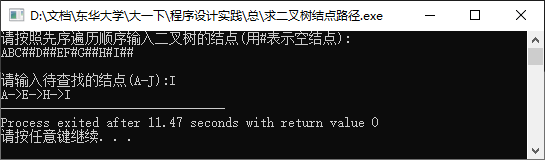 D:\文档\东华大学\大一下\程序设计实践\总\求二叉树结点路径.exe
请按照先序遍历顺序输入二叉树的结点(用#表示空结点):
ABC##D##EF#G##H#I##
请输入待查找的结点(A-J):I
A->E->H->I
--------------------------------
Process exited after 11.47 seconds with return value 0
请按任意键继续. . .